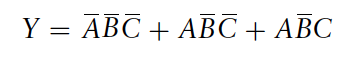 Y = A̅B̅C̅ + AB̅C̅ + AB̅C